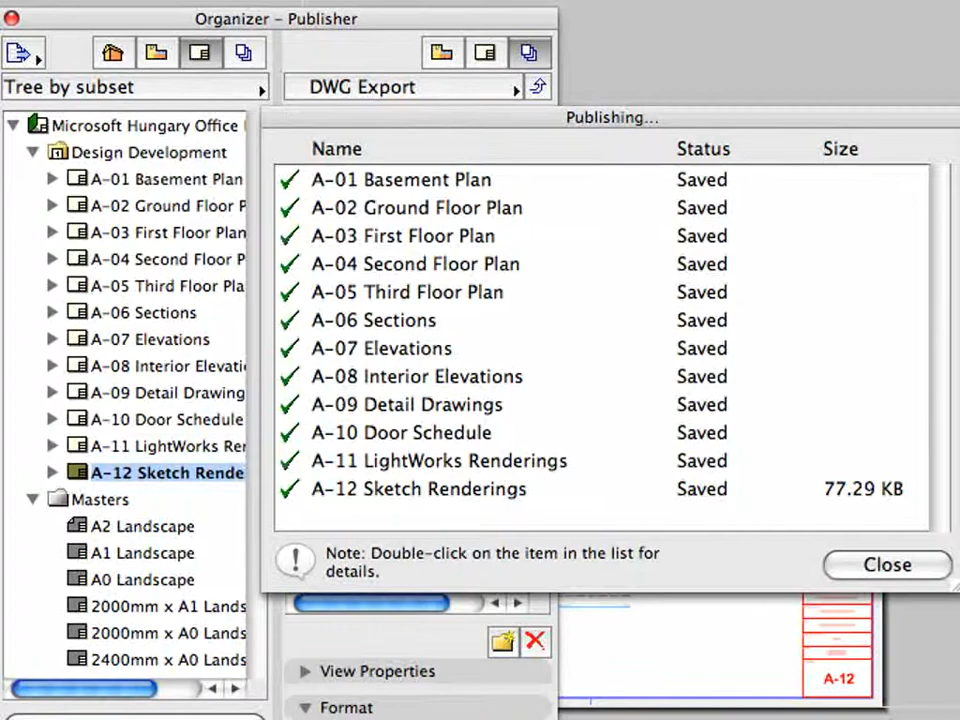 Organizer - Publisher
Tree by subset
DWG Export
Microsoft Hungary Office
Design Development
A-01 Basement Plan
A-02 Ground Floor P
A-03 First Floor Plan
A-04 Second Floor P
A-05 Third Floor Pla
A-06 Sections
A-07 Elevations
A-08 Interior Elevati
A-09 Detail Drawing
A-10 Door Schedule
A-11 LightWorks Rer
A-12 Sketch Rende
Masters
A2 Landscape
A1 Landscape
A0 Landscape
2000mm x A1 Lands
2000mm x A0 Lands
2400mm x A0 Lands
Publishing...
Name Status Size
A-01 Basement Plan Saved
A-02 Ground Floor Plan Saved
A-03 First Floor Plan Saved
A-04 Second Floor Plan Saved
A-05 Third Floor Plan Saved
A-06 Sections Saved
A-07 Elevations Saved
A-08 Interior Elevations Saved
A-09 Detail Drawings Saved
A-10 Door Schedule Saved
A-11 LightWorks Renderings Saved
A-12 Sketch Renderings Saved 77.29 KB
Note: Double-click on the item in the list for
details.
Close
View Properties
Format
A-12